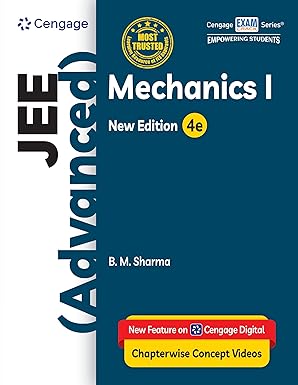 Cengage
Cengage EXAM Series®
EMPOWERING STUDENTS
MOST
TRUSTED
JEE
(Advanced)
Mechanics I
New Edition 4e
B. M. Sharma
New Feature on Cengage Digital
Chapterwise Concept Videos